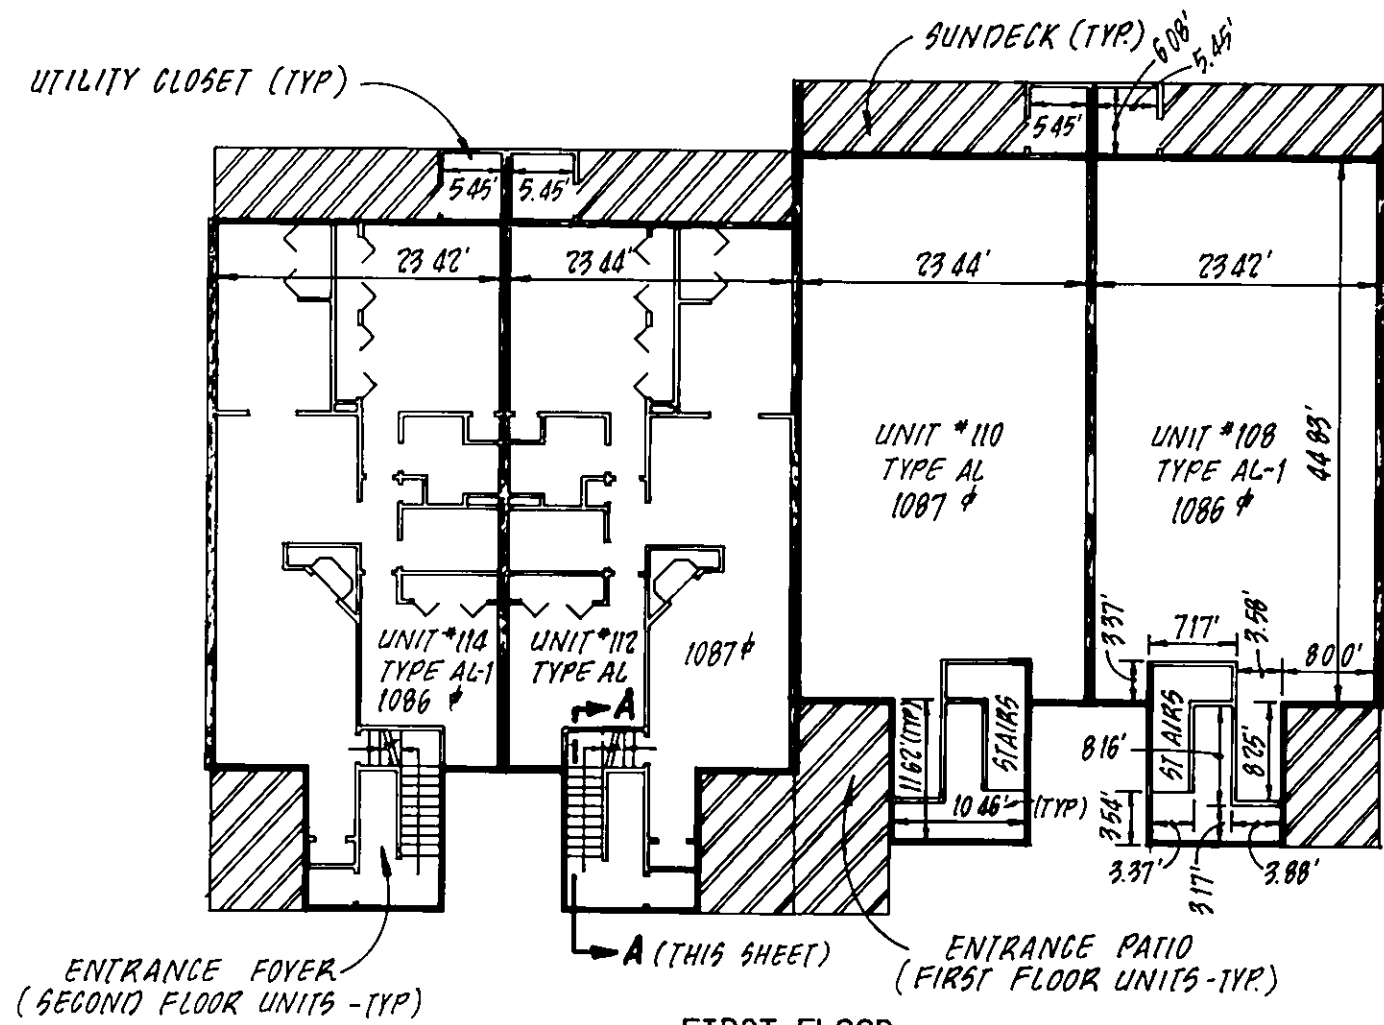 SUNDECK (TYP.)
6.08'
5.45'
UTILITY CLOSET (TYP)
5.45'
5.45'
5.45'
23.42'
23.44'
23.44'
23.42'
UNIT #110
TYPE AL
1087 ⏍
UNIT #108
TYPE AL-1
1086 ⏍
44.83'
UNIT #114
TYPE AL-1
1086 ⏍
UNIT #112
TYPE AL
1087 ⏍
3.37'
7.17'
3.58'
8.00'
A
11.62' (TYP.)
STAIRS
STAIRS
8.16'
8.25'
10.46' (TYP)
3.54'
3.37'
3.17'
3.88'
A (THIS SHEET)
ENTRANCE FOYER
(SECOND FLOOR UNITS -TYP)
ENTRANCE PATIO
(FIRST FLOOR UNITS -TYP.)
FIRST FLOOR